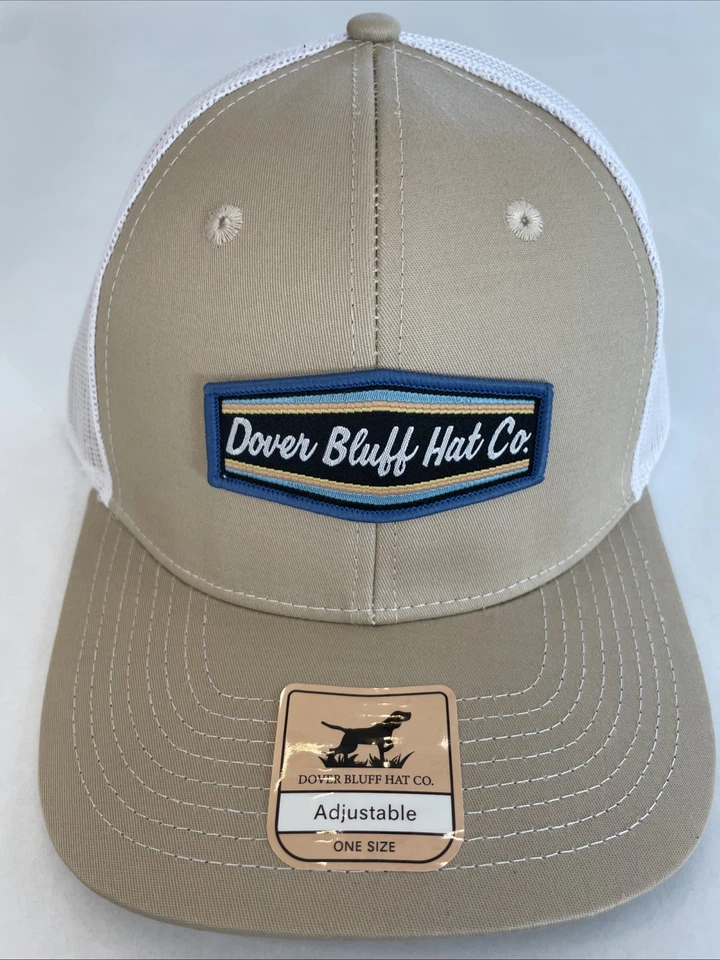 Dover Bluff Hat Co.
DOVER BLUFF HAT CO.
Adjustable
ONE SIZE